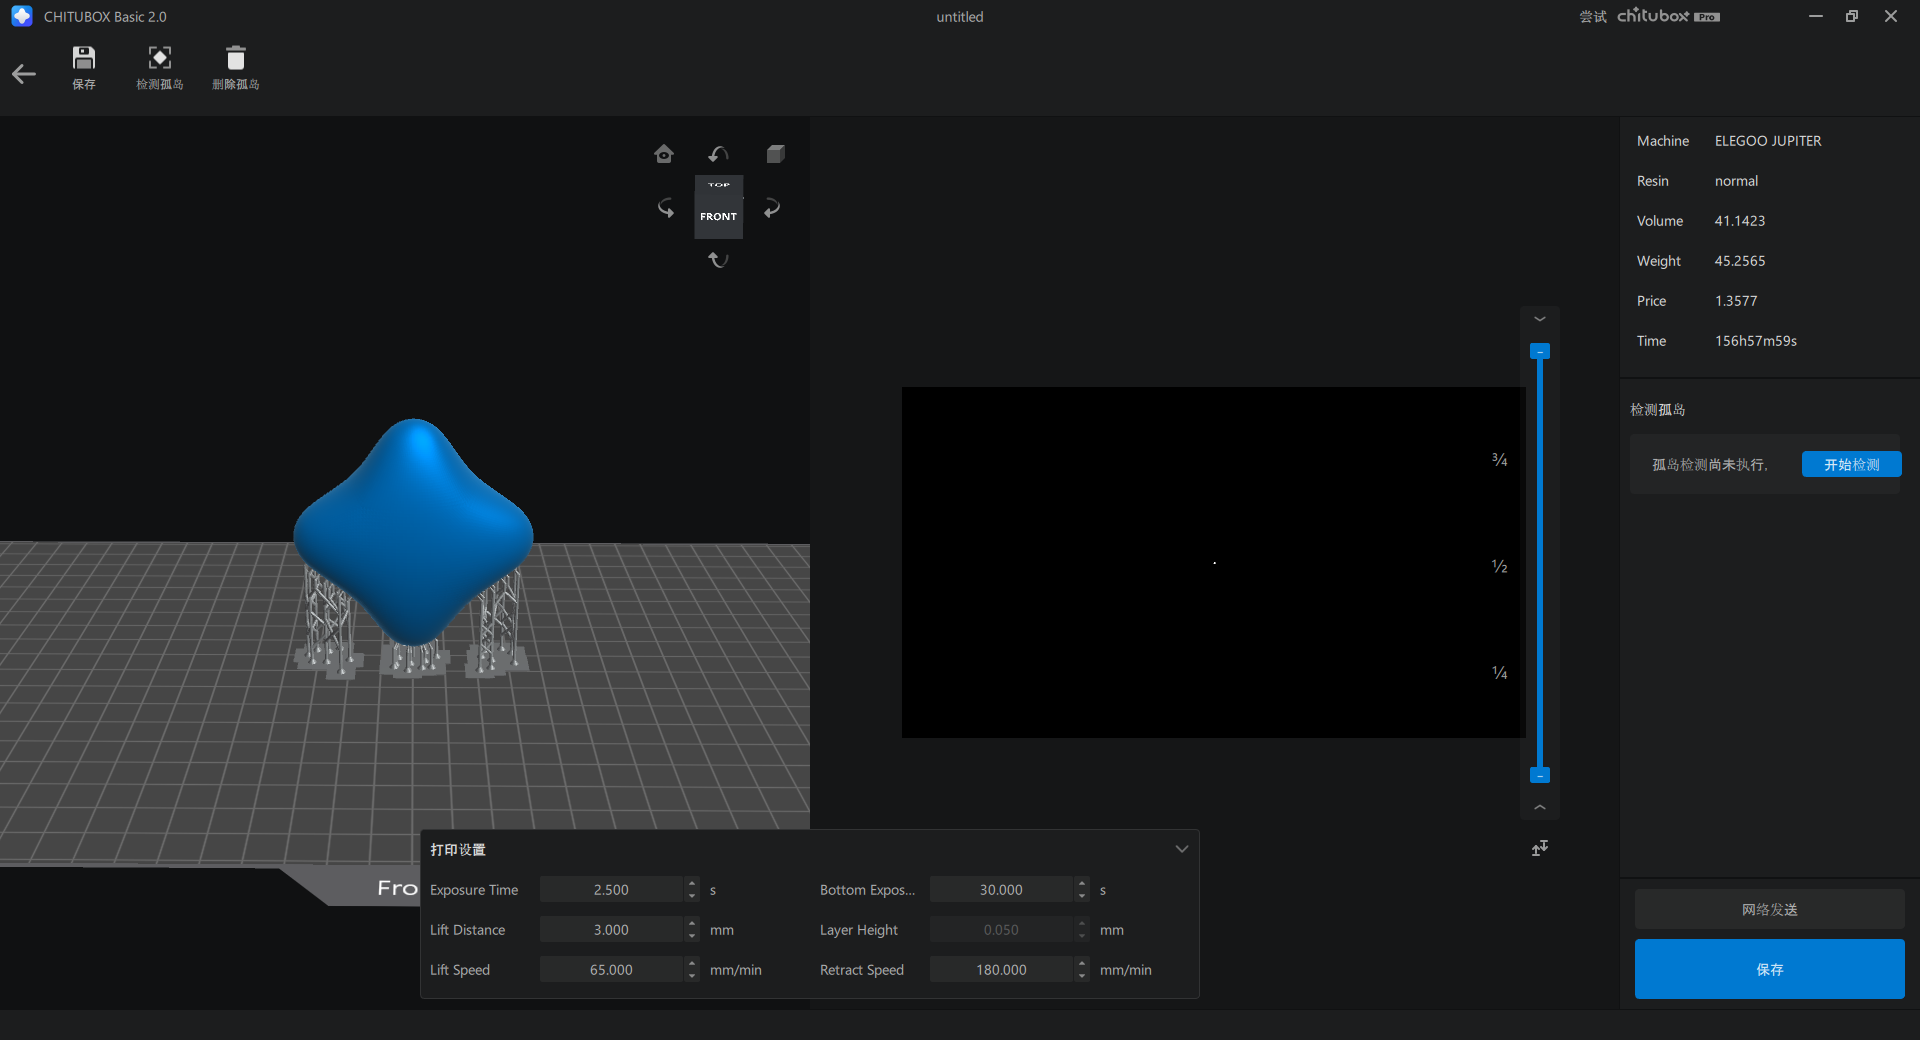 CHITUBOX Basic 2.0
untitled
尝试 chitubox Pro
保存
检测孤岛
删除孤岛
TOP
FRONT
Fro
¾
½
¼
Machine ELEGOO JUPITER
Resin normal
Volume 41.1423
Weight 45.2565
Price 1.3577
Time 156h57m59s
检测孤岛
孤岛检测尚未执行,
开始检测
打印设置
Exposure Time 2.500 s
Bottom Expos... 30.000 s
Lift Distance 3.000 mm
Layer Height 0.050 mm
Lift Speed 65.000 mm/min
Retract Speed 180.000 mm/min
网络发送
保存